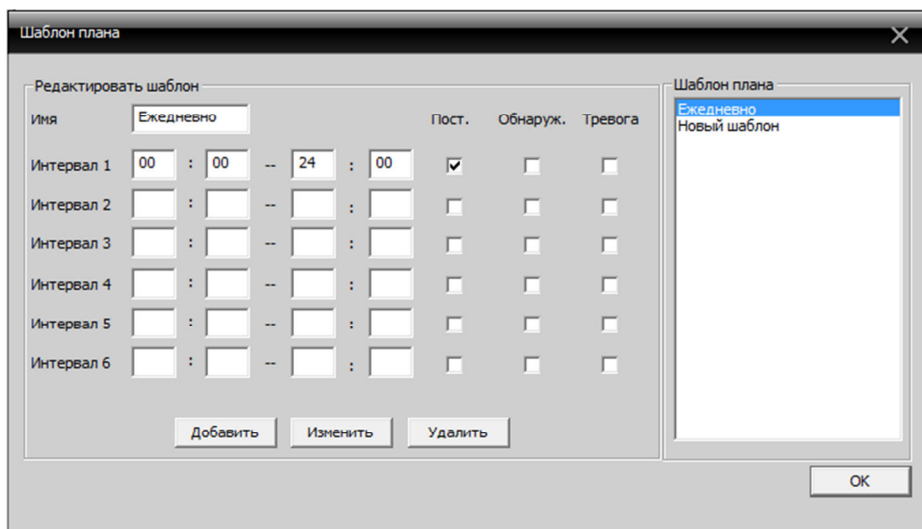 Шаблон плана
Редактировать шаблон
Имя Ежедневно Пост. Обнаруж. Тревога
Интервал 1 00 : 00 -- 24 : 00
Интервал 2 : -- :
Интервал 3 : -- :
Интервал 4 : -- :
Интервал 5 : -- :
Интервал 6 : -- :
Добавить Изменить Удалить
Шаблон плана
Ежедневно
Новый шаблон
OK